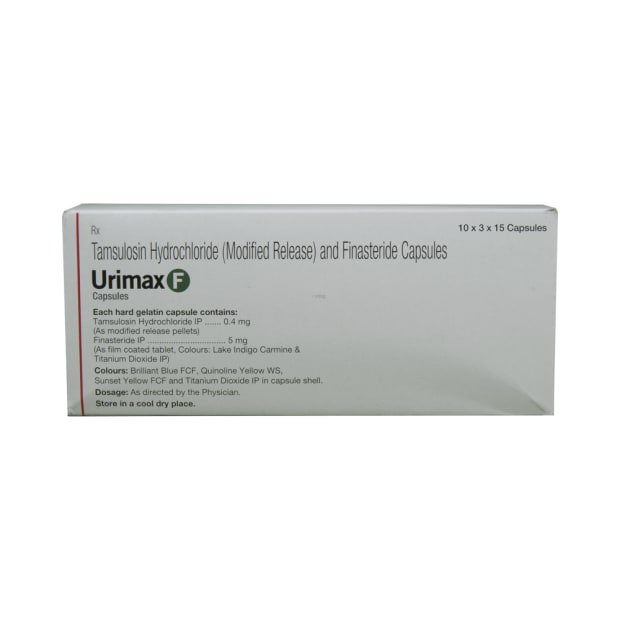 Rx
10 x 3 x 15 Capsules
Tamsulosin Hydrochloride (Modified Release) and Finasteride Capsules
Urimax F
Capsules
Each hard gelatin capsule contains:
Tamsulosin Hydrochloride IP ...... 0.4 mg
(As modified release pellets)
Finasteride IP ............................ 5 mg
(As film coated tablet, Colours: Lake Indigo Carmine &
Titanium Dioxide IP)
Colours: Brilliant Blue FCF, Quinoline Yellow WS,
Sunset Yellow FCF and Titanium Dioxide IP in capsule shell.
Dosage: As directed by the Physician.
Store in a cool dry place.